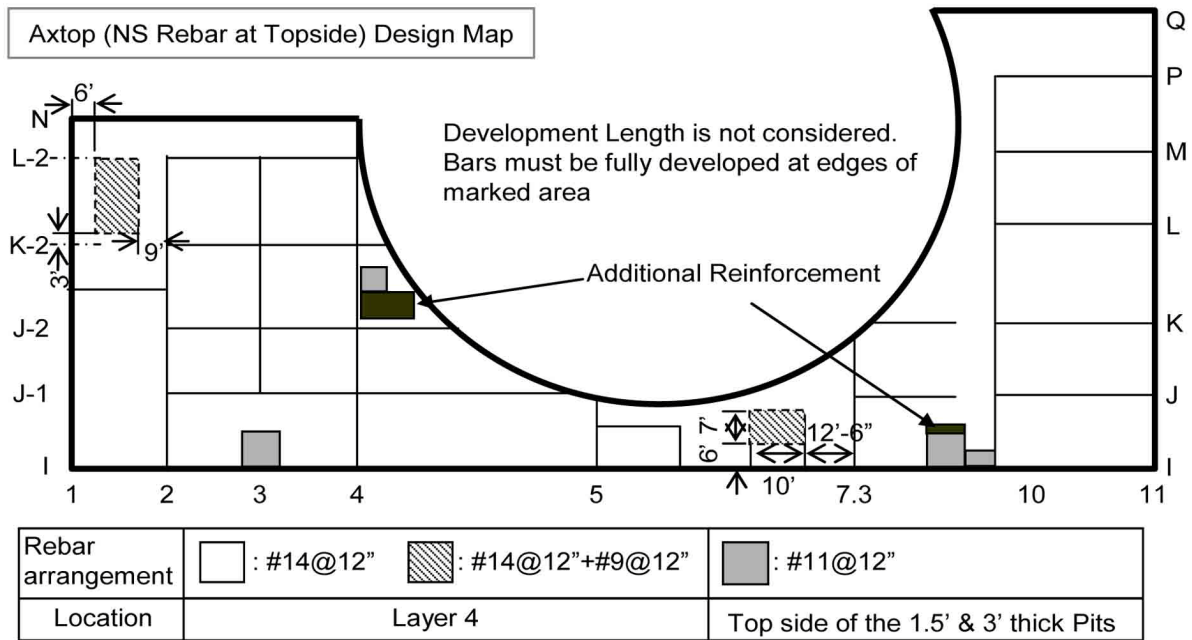 Axtop (NS Rebar at Topside) Design Map
Q
P
6’
N
Development Length is not considered.
Bars must be fully developed at edges of
marked area
L-2
M
L
K-2
9’
3’
Additional Reinforcement
J-2
K
J-1
J
7’
12’-6”
6’
10’
I
I
1
2
3
4
5
7.3
10
11
Rebar
arrangement
: #14@12” : #14@12”+#9@12” : #11@12”
Location Layer 4 Top side of the 1.5’ & 3’ thick Pits